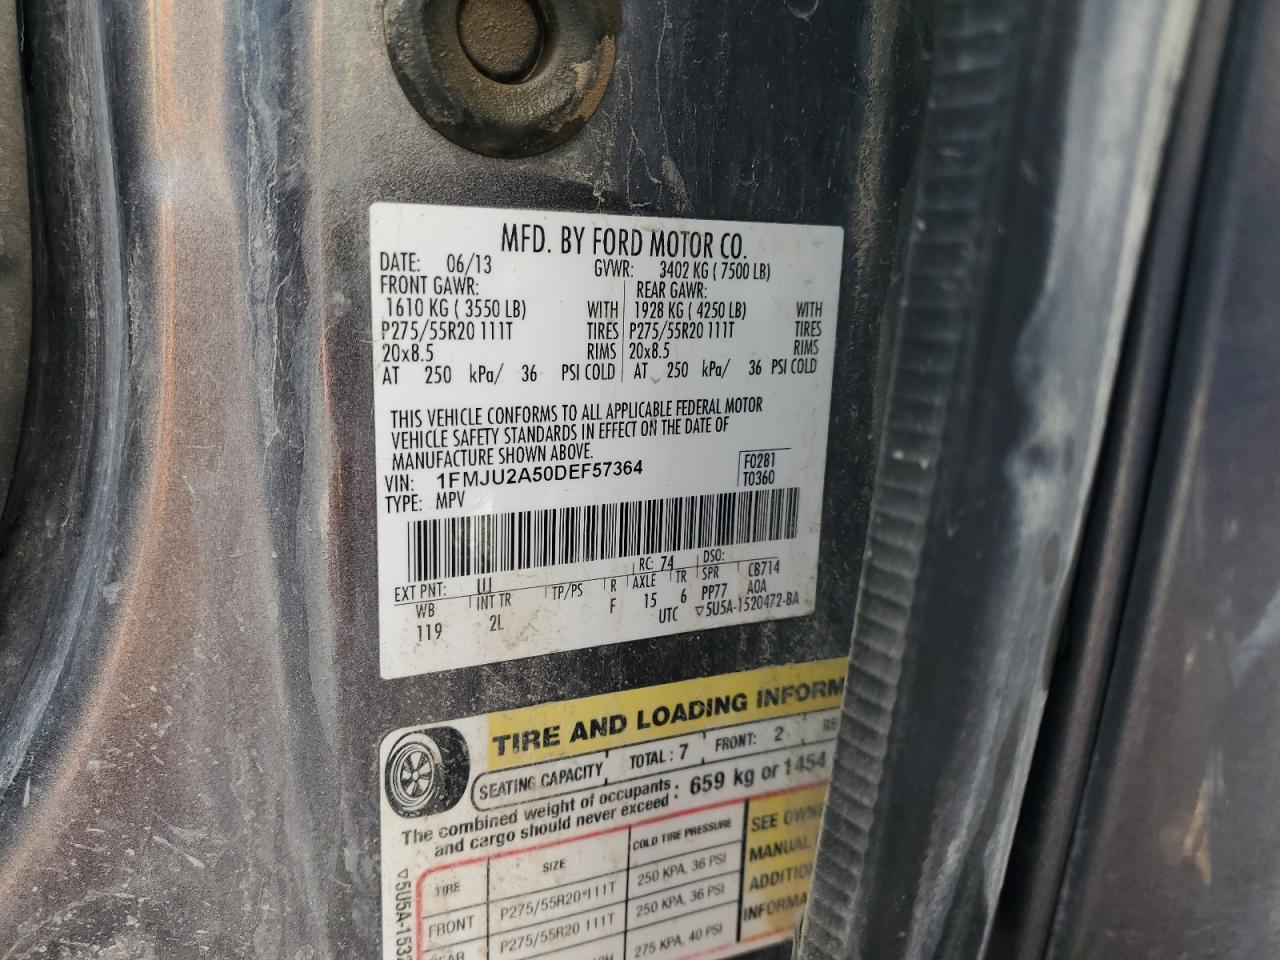 MFD. BY FORD MOTOR CO.
DATE: 06/13 GVWR: 3402 KG ( 7500 LB)
FRONT GAWR: REAR GAWR:
1610 KG ( 3550 LB) WITH 1928 KG ( 4250 LB) WITH
P275/55R20 111T TIRES P275/55R20 111T TIRES
20x8.5 RIMS 20x8.5 RIMS
AT 250 kPa/ 36 PSI COLD AT 250 kPa/ 36 PSI COLD
THIS VEHICLE CONFORMS TO ALL APPLICABLE FEDERAL MOTOR
VEHICLE SAFETY STANDARDS IN EFFECT ON THE DATE OF
MANUFACTURE SHOWN ABOVE.
VIN: 1FMJU2A50DEF57364 F0281
TYPE: MPV T0360
EXT PNT: UJ RC: 74 DSO:
WB INT TR TP/PS R AXLE TR SPR CB714
119 2L F 15 6 PP77 A0A
UTC ▽5U5A-1520472-BA
TIRE AND LOADING INFORM
SEATING CAPACITY TOTAL : 7 FRONT: 2 RE
The combined weight of occupants and cargo should never exceed : 659 kg or 1454
TIRE SIZE COLD TIRE PRESSURE SEE OWN
FRONT P275/55R20 111T 250 KPA, 36 PSI MANUAL
P275/55R20 111T 250 KPA, 36 PSI ADDITIO
275 KPA, 40 PSI INFORMA
▽5U5A-153